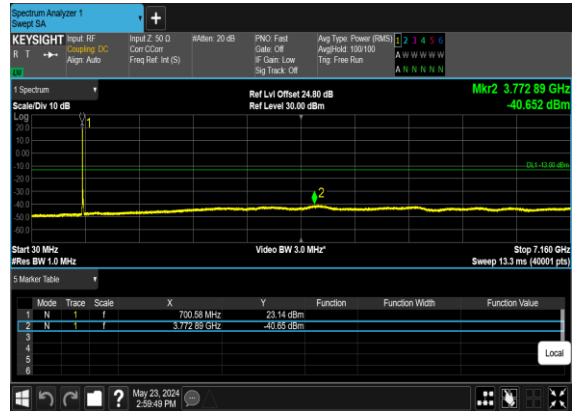 Spectrum Analyzer 1
Swept SA
+
KEYSIGHT Input: RF Input Z: 50 Ω #Atten: 20 dB PNO: Fast Avg Type: Power (RMS) 1 2 3 4 5 6
R T Coupling: DC Corr CCorr Gate: Off Avg|Hold: 100/100 A W W W W W
Align: Auto Freq Ref: Int (S) IF Gain: Low Trig: Free Run
LW Sig Track: Off A N N N N N
1 Spectrum Ref Lvl Offset 24.80 dB Mkr2 3.772 89 GHz
Scale/Div 10 dB Ref Level 30.00 dBm -40.652 dBm
Log
20.0
10.0
0.00
-10.0
-20.0
-30.0
-40.0
-50.0
-60.0
1
DL1 -13.00 dBm
2
Start 30 MHz Video BW 3.0 MHz* Stop 7.160 GHz
#Res BW 1.0 MHz Sweep 13.3 ms (40001 pts)
5 Marker Table
Mode Trace Scale X Y Function Function Width Function Value
1 N 1 f 700.58 MHz 23.14 dBm
2 N 1 f 3.772 89 GHz -40.65 dBm
3
4
5
6
Local
? May 23, 2024
2:59:49 PM